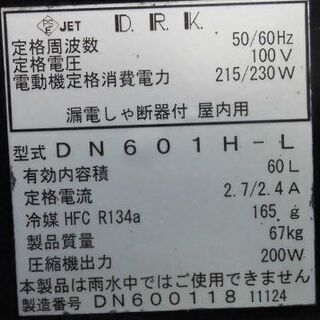 PS E JET D.R.K.
定格周波数 50/60Hz
定格電圧 100V
電動機定格消費電力 215/230W
漏電しゃ断器付 屋内用
型式 DN601H-L
有効内容積 60L
定格電流 2.7/2.4A
冷媒 HFC R134a 165 g
製品質量 67kg
圧縮機出力 200W
本製品は雨水中ではご使用できません
製造番号 DN600118 11124